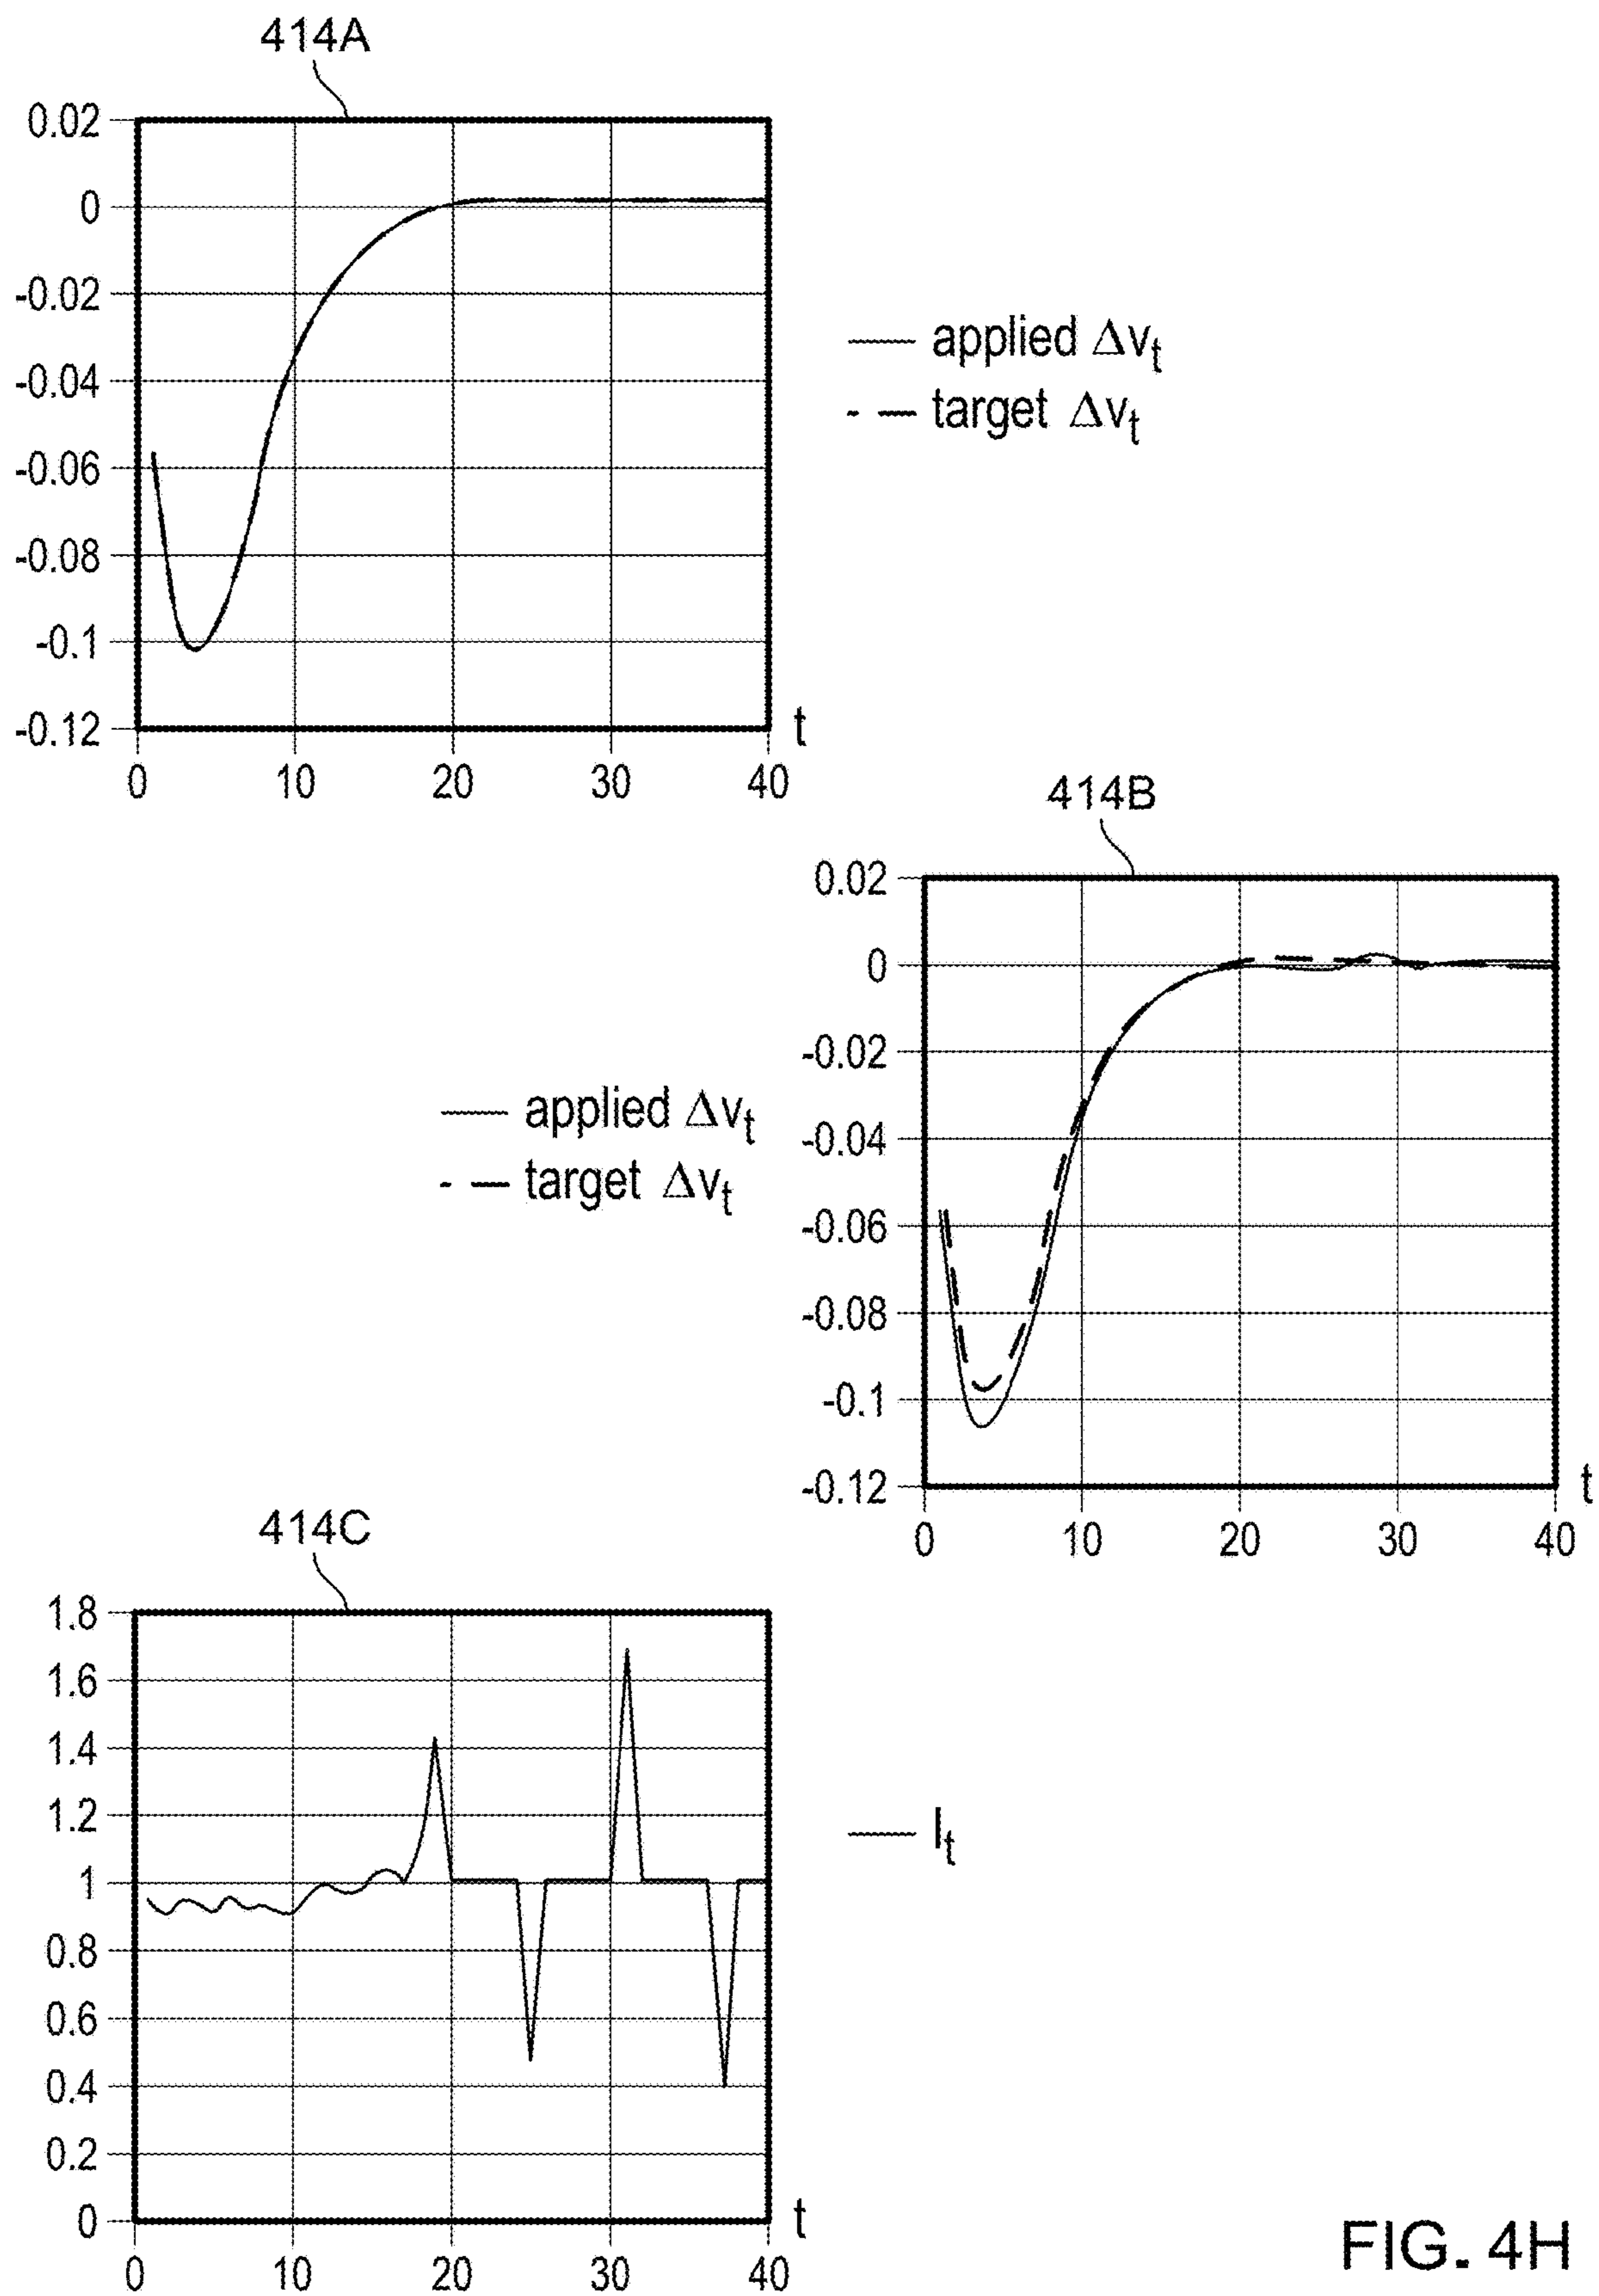 414A
0.02
0
-0.02
-0.04
-0.06
-0.08
-0.1
-0.12
t
0 10 20 30 40
applied Δvt
target Δvt
414B
0.02
0
-0.02
-0.04
-0.06
-0.08
-0.1
-0.12
t
0 10 20 30 40
applied Δvt
target Δvt
414C
1.8
1.6
1.4
1.2
1
0.8
0.6
0.4
0.2
0
t
0 10 20 30 40
It
FIG. 4H